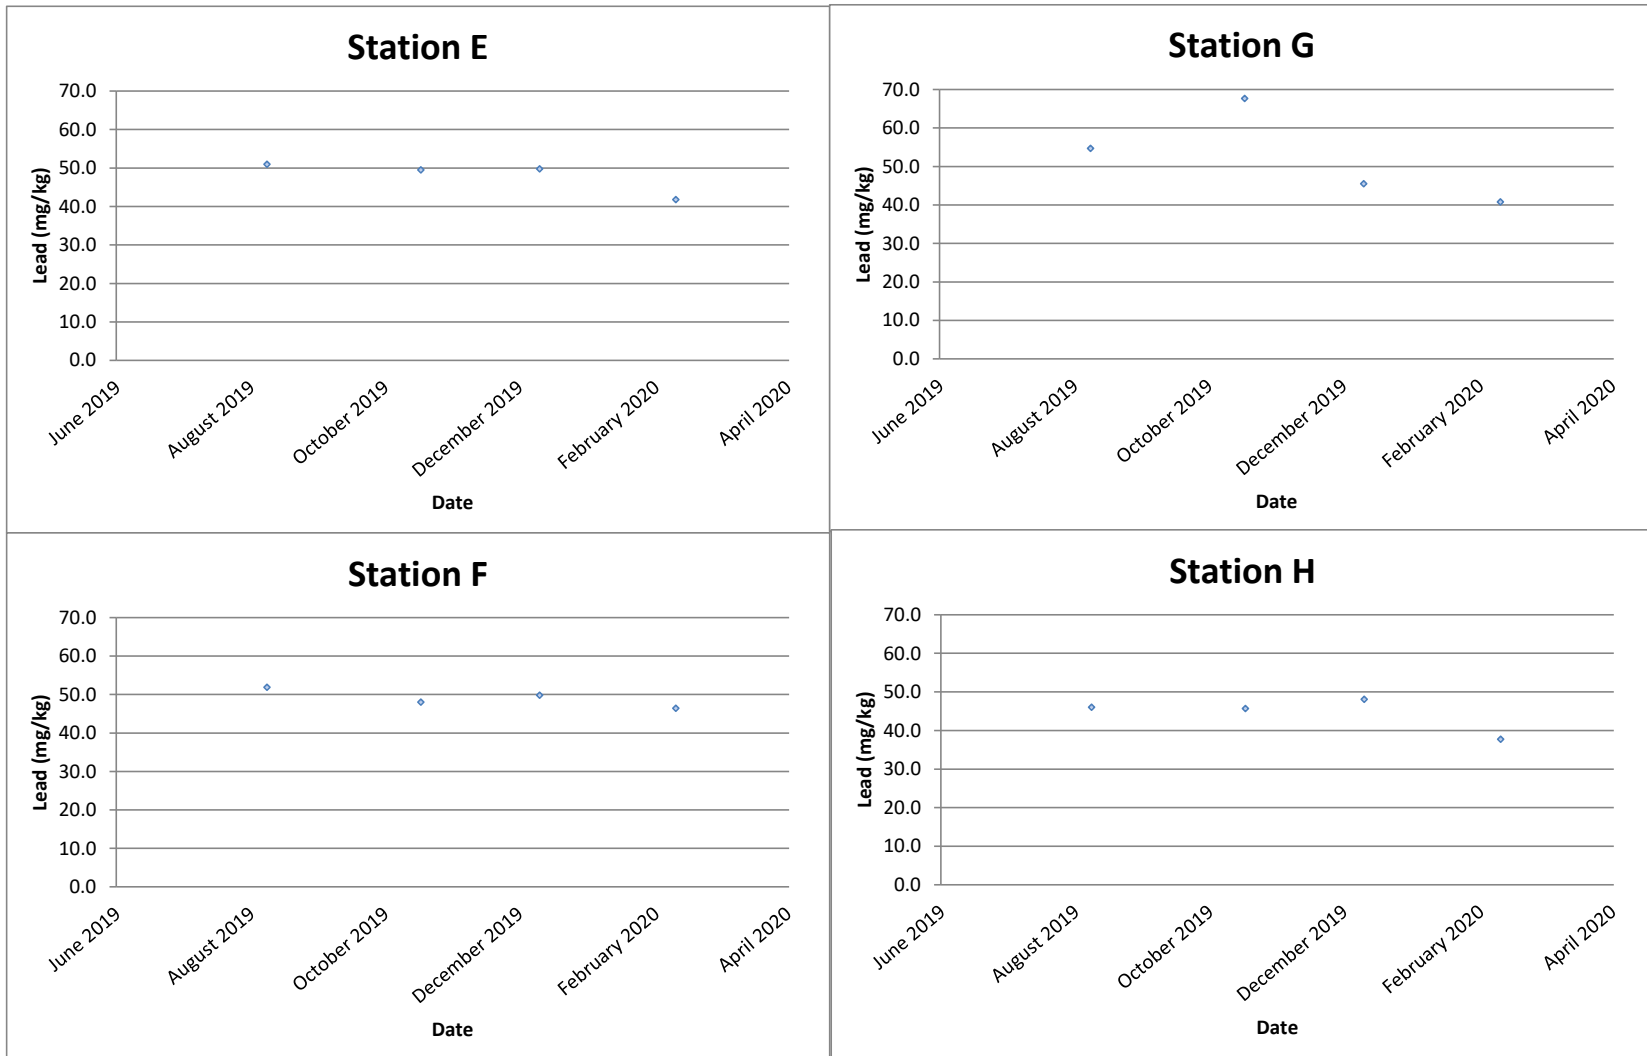 Station E
70.0
60.0
50.0
40.0
30.0
20.0
10.0
0.0
Lead (mg/kg)
June 2019
August 2019
October 2019
December 2019
February 2020
April 2020
Date
Station G
70.0
60.0
50.0
40.0
30.0
20.0
10.0
0.0
Lead (mg/kg)
June 2019
August 2019
October 2019
December 2019
February 2020
April 2020
Date
Station F
70.0
60.0
50.0
40.0
30.0
20.0
10.0
0.0
Lead (mg/kg)
June 2019
August 2019
October 2019
December 2019
February 2020
April 2020
Date
Station H
70.0
60.0
50.0
40.0
30.0
20.0
10.0
0.0
Lead (mg/kg)
June 2019
August 2019
October 2019
December 2019
February 2020
April 2020
Date